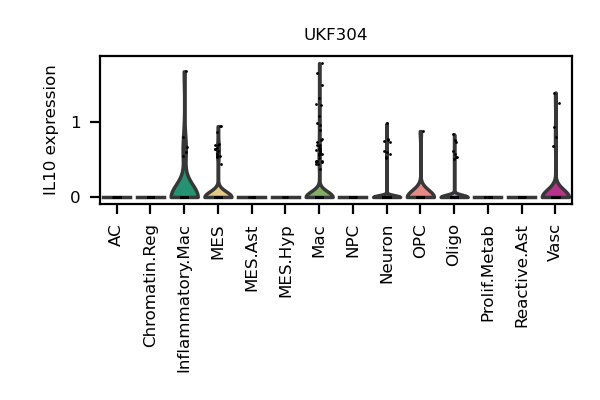 UKF304
IL10 expression
1
0
AC
Chromatin.Reg
Inflammatory.Mac
MES
MES.Ast
MES.Hyp
Mac
NPC
Neuron
OPC
Oligo
Prolif.Metab
Reactive.Ast
Vasc